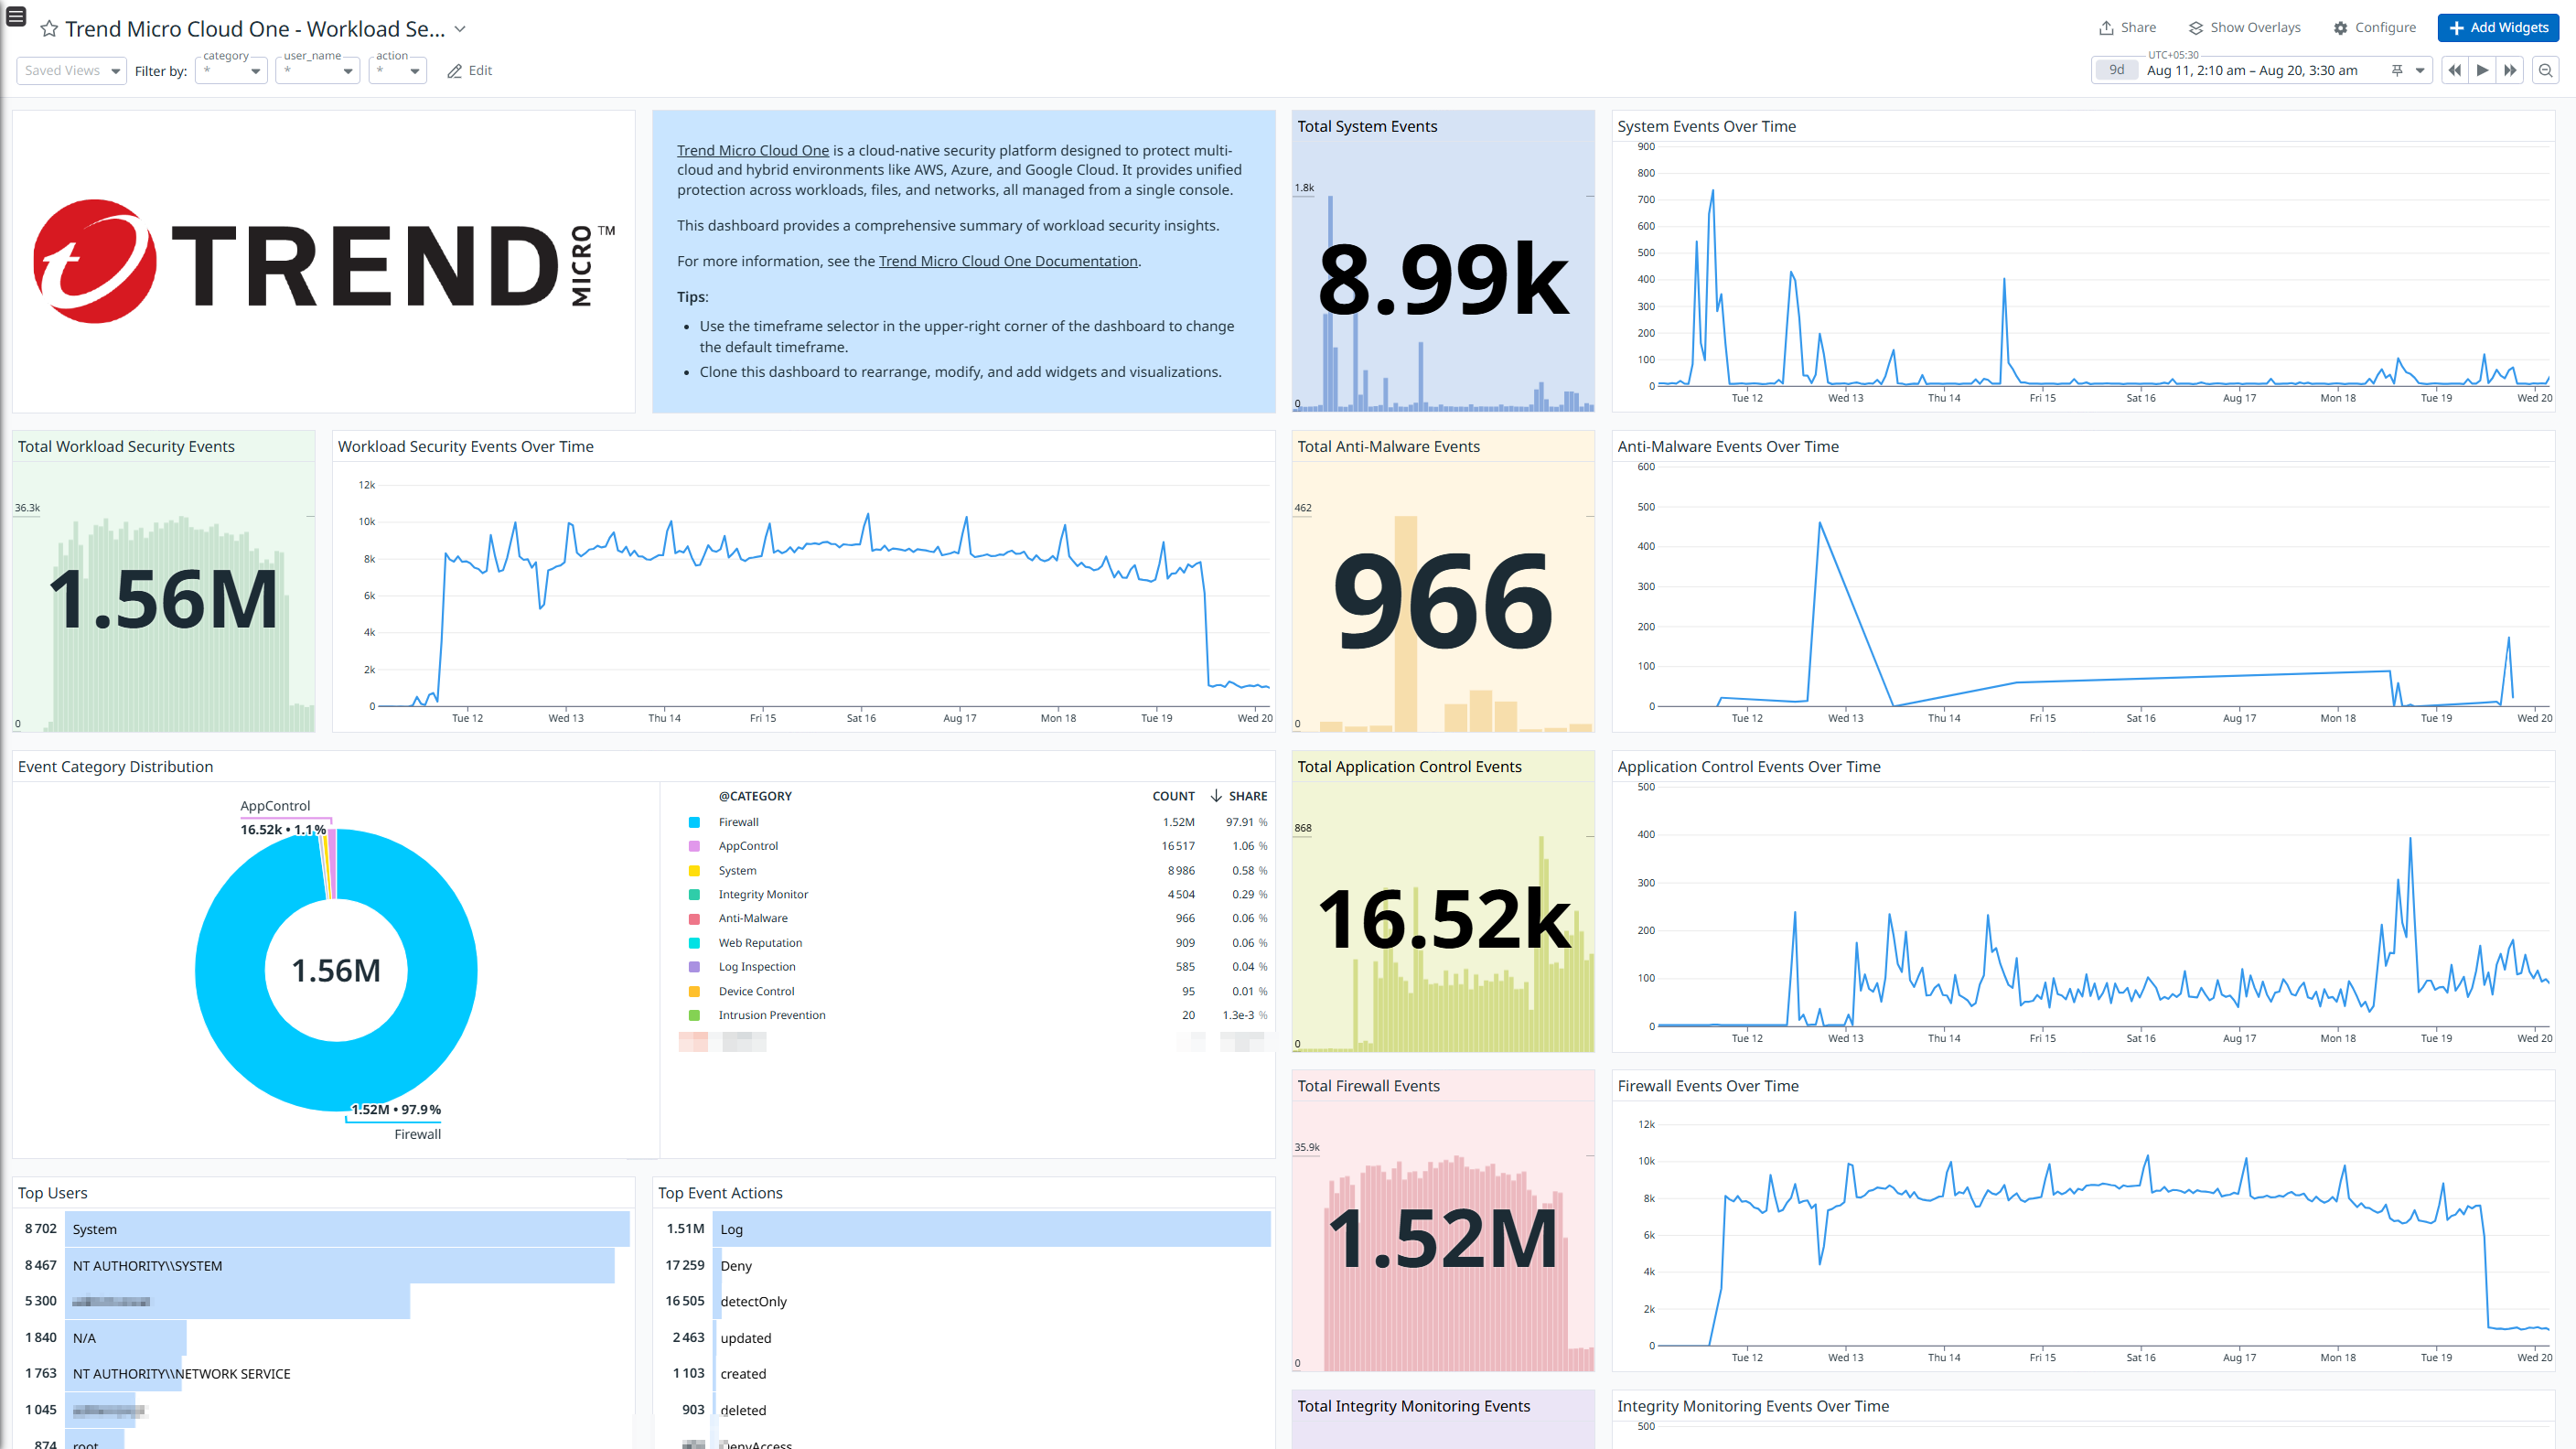 Trend Micro Cloud One - Workload Se...
Share
Show Overlays
Configure
Add Widgets
Saved Views
Filter by:
category
*
user_name
*
action
*
Edit
UTC+05:30
9d
Aug 11, 2:10 am – Aug 20, 3:30 am
TREND MICRO ™
Trend Micro Cloud One is a cloud-native security platform designed to protect multi-
cloud and hybrid environments like AWS, Azure, and Google Cloud. It provides unified
protection across workloads, files, and networks, all managed from a single console.
This dashboard provides a comprehensive summary of workload security insights.
For more information, see the Trend Micro Cloud One Documentation.
Tips:
• Use the timeframe selector in the upper-right corner of the dashboard to change
the default timeframe.
• Clone this dashboard to rearrange, modify, and add widgets and visualizations.
Total System Events
1.8k
8.99k
0
System Events Over Time
900
800
700
600
500
400
300
200
100
0
Tue 12 Wed 13 Thu 14 Fri 15 Sat 16 Aug 17 Mon 18 Tue 19 Wed 20
Total Workload Security Events
36.3k
1.56M
0
Workload Security Events Over Time
12k
10k
8k
6k
4k
2k
0
Tue 12 Wed 13 Thu 14 Fri 15 Sat 16 Aug 17 Mon 18 Tue 19 Wed 20
Total Anti-Malware Events
462
966
0
Anti-Malware Events Over Time
600
500
400
300
200
100
0
Tue 12 Wed 13 Thu 14 Fri 15 Sat 16 Aug 17 Mon 18 Tue 19 Wed 20
Event Category Distribution
AppControl
16.52k • 1.1%
1.56M
1.52M • 97.9%
Firewall
@CATEGORY COUNT SHARE
Firewall 1.52M 97.91 %
AppControl 16 517 1.06 %
System 8 986 0.58 %
Integrity Monitor 4 504 0.29 %
Anti-Malware 966 0.06 %
Web Reputation 909 0.06 %
Log Inspection 585 0.04 %
Device Control 95 0.01 %
Intrusion Prevention 20 1.3e-3 %
Total Application Control Events
868
16.52k
0
Application Control Events Over Time
500
400
300
200
100
0
Tue 12 Wed 13 Thu 14 Fri 15 Sat 16 Aug 17 Mon 18 Tue 19 Wed 20
Total Firewall Events
35.9k
1.52M
0
Firewall Events Over Time
12k
10k
8k
6k
4k
2k
0
Tue 12 Wed 13 Thu 14 Fri 15 Sat 16 Aug 17 Mon 18 Tue 19 Wed 20
Top Users
8 702 System
8 467 NT AUTHORITY\\SYSTEM
5 300
1 840 N/A
1 763 NT AUTHORITY\\NETWORK SERVICE
1 045
874 root
Top Event Actions
1.51M Log
17 259 Deny
16 505 detectOnly
2 463 updated
1 103 created
903 deleted
enyAccess
Total Integrity Monitoring Events
Integrity Monitoring Events Over Time
500